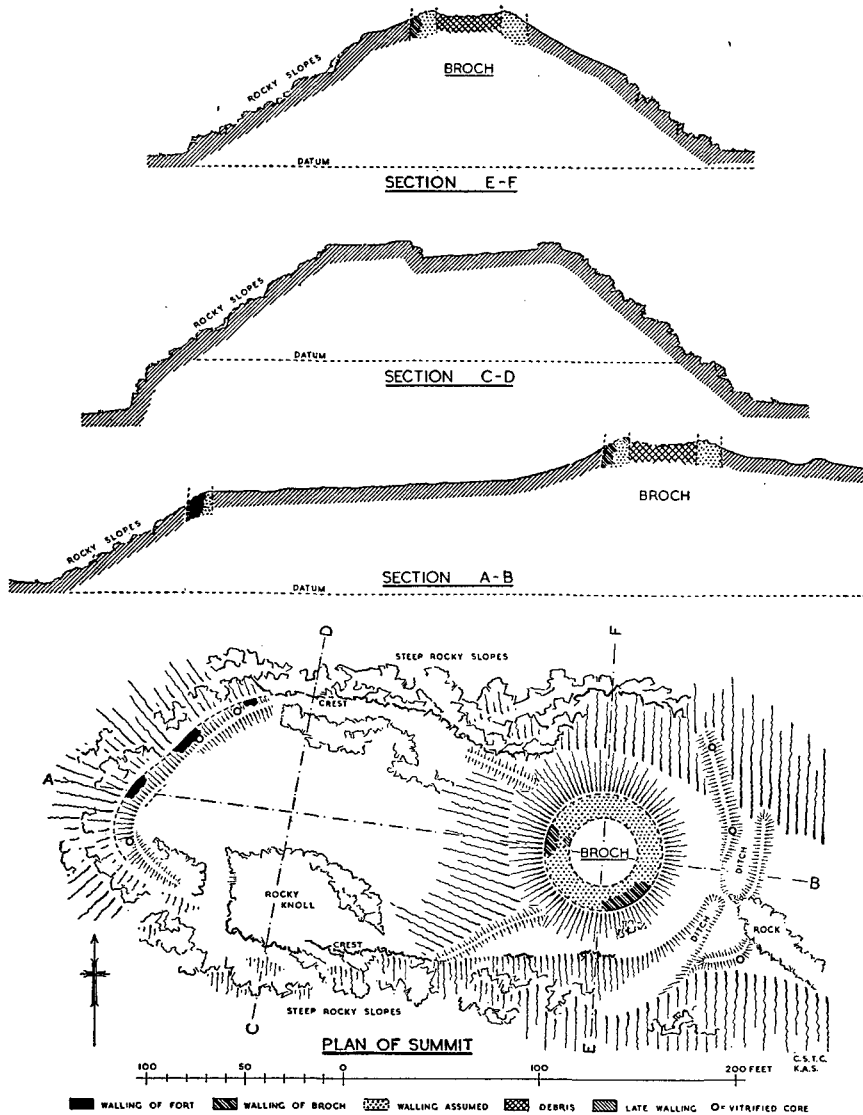 ROCKY SLOPES
BROCH
DATUM
SECTION E-F
ROCKY SLOPES
DATUM
SECTION C-D
ROCKY SLOPES
BROCH
DATUM
SECTION A-B
D
F
STEEP ROCKY SLOPES
CREST
A
BROCH
DITCH
B
ROCKY
KNOLL
CREST
DITCH
ROCK
C
STEEP ROCKY SLOPES
E
PLAN OF SUMMIT
C.S.T.C.
K.A.S.
100 50 0 100 200 FEET
WALLING OF FORT WALLING OF BROCH WALLING ASSUMED DEBRIS LATE WALLING O = VITRIFIED CORE